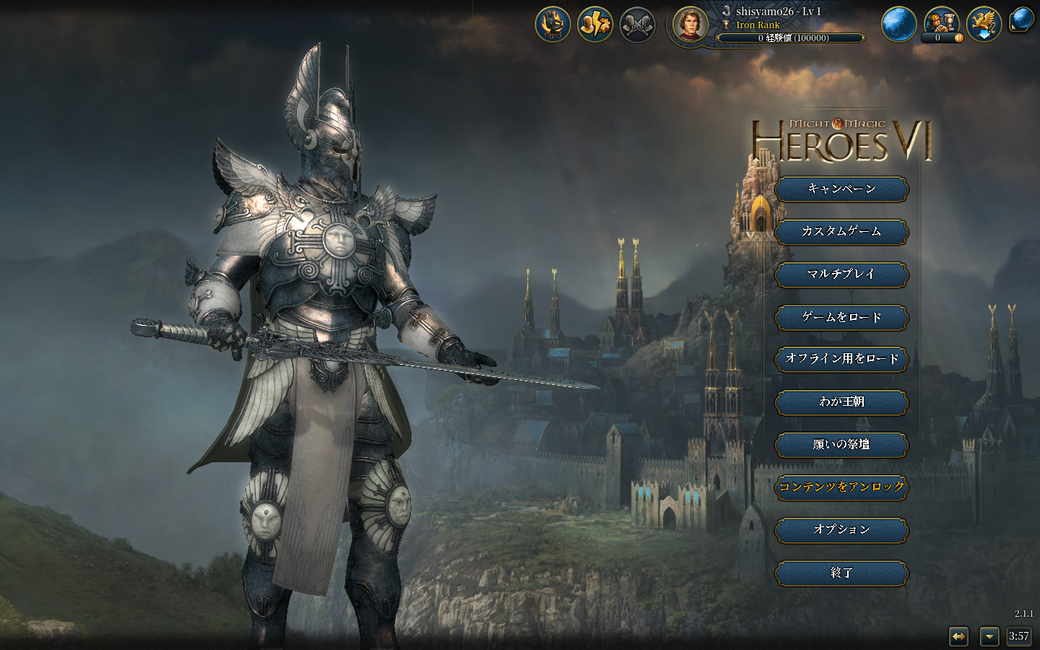 shisyamo26 - Lv 1
Iron Rank
0 経験値 (100000)
0
MIGHT & MAGIC
HEROES VI
キャンペーン
カスタムゲーム
マルチプレイ
ゲームをロード
オフライン用をロード
わが王朝
願いの祭壇
コンテンツをアンロック
オプション
終了
2.1.1
3:57